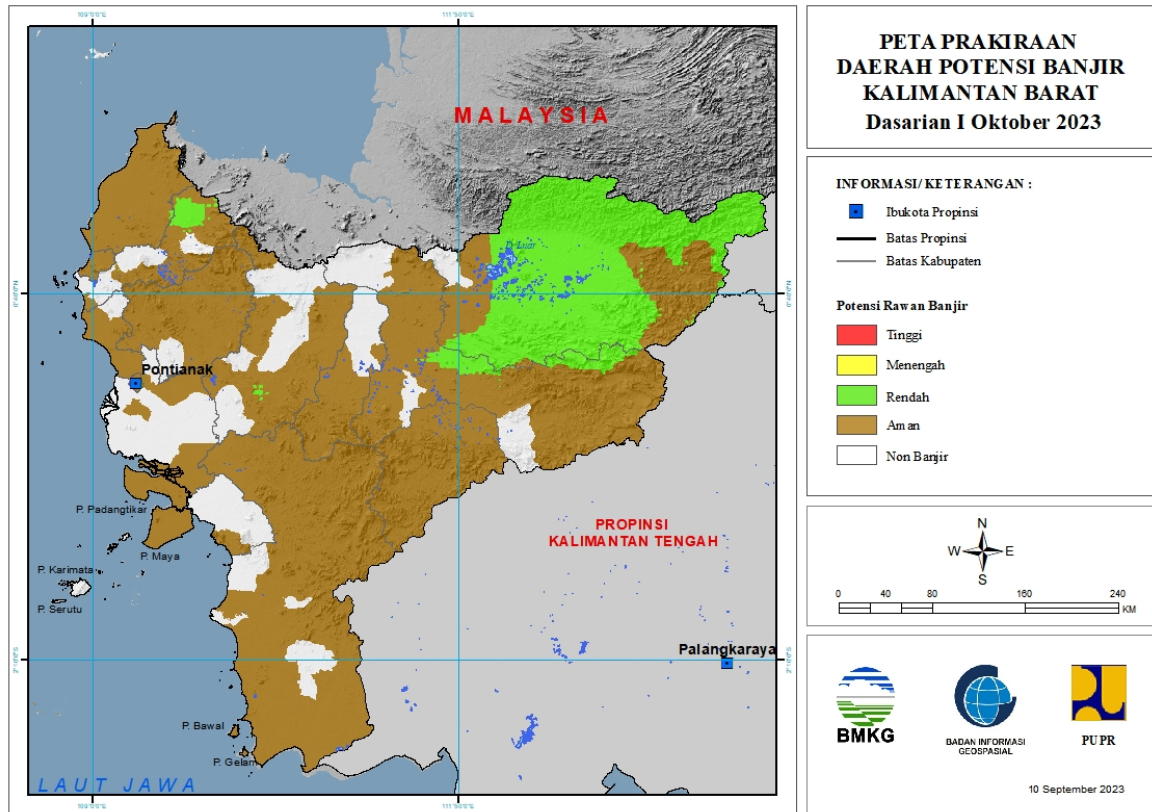 PETA PRAKIRAAN
DAERAH POTENSI BANJIR
KALIMANTAN BARAT
Dasarian I Oktober 2023
INFORMASI/KETERANGAN :
Ibukota Propinsi
Batas Propinsi
Batas Kabupaten
Potensi Rawan Banjir
Tinggi
Menengah
Rendah
Aman
Non Banjir
N
W E
S
0 40 80 160 240
KM
BMKG
BADAN INFORMASI
GEOSPASIAL
PUPR
10 September 2023
MALAYSIA
D. Luar
Pontianak
P. Padangtikar
P. Maya
P. Karimata
P. Serutu
PROPINSI
KALIMANTAN TENGAH
Palangkaraya
P. Bawal
P. Gelam
LAUT JAWA